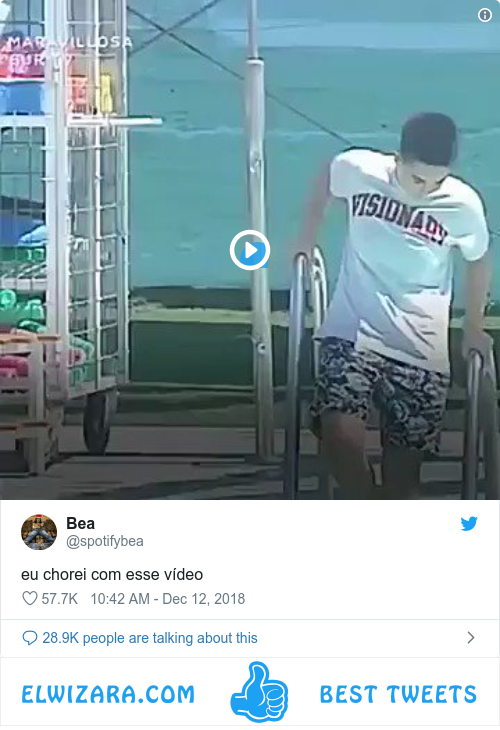 MARAVILLOSA
VISIONARY
Bea
@spotifybea
eu chorei com esse vídeo
57.7K 10:42 AM - Dec 12, 2018
28.9K people are talking about this
ELWIZARA.COM BEST TWEETS